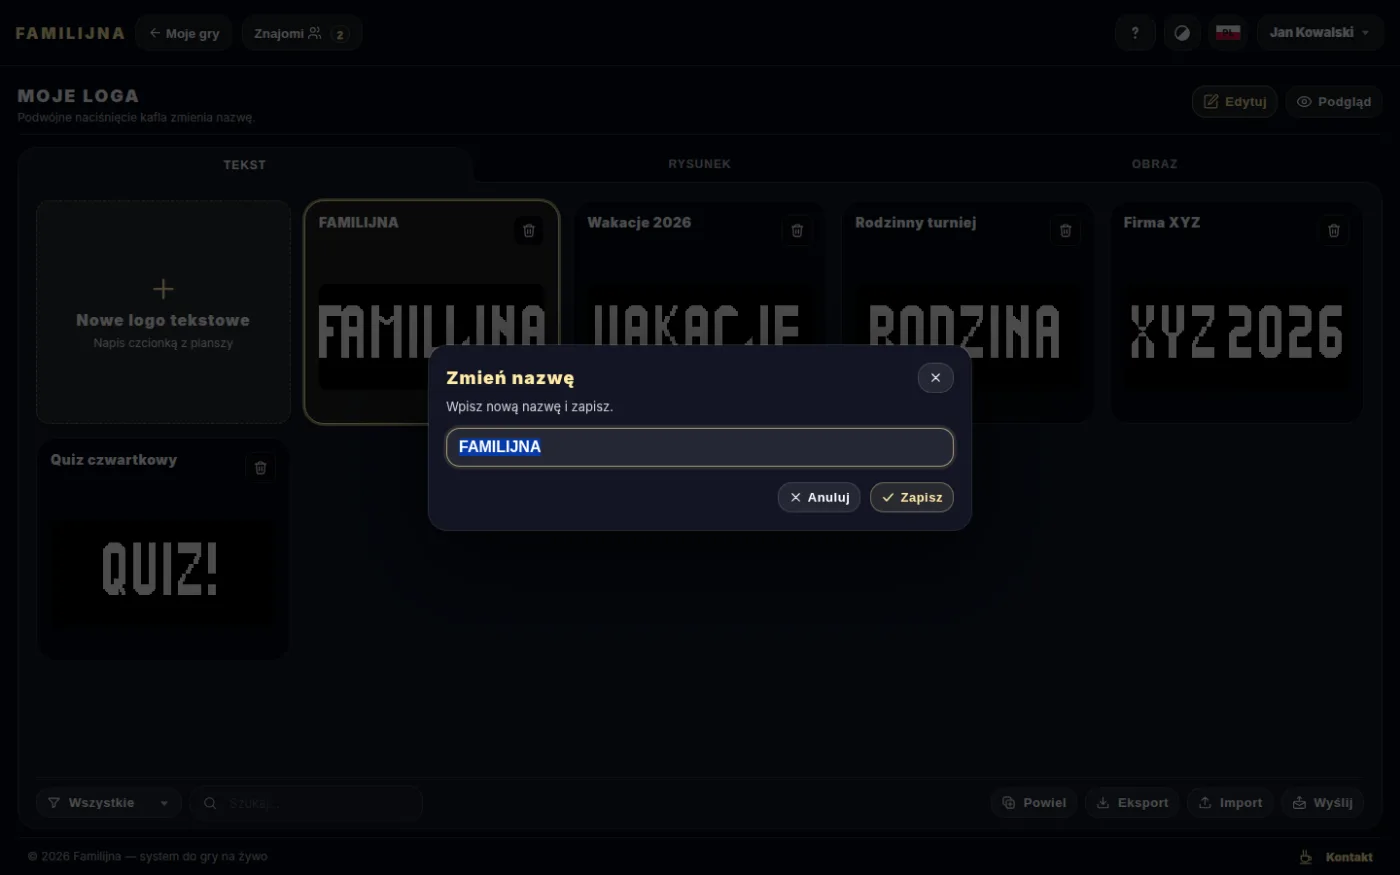 FAMILIJNA
Moje gry
Znajomi 2
?
PL
Jan Kowalski
MOJE LOGA
Podwójne naciśnięcie kafla zmienia nazwę.
Edytuj
Podgląd
TEKST
RYSUNEK
OBRAZ
Nowe logo tekstowe
Napis czcionką z planszy
FAMILIJNA
FAMILIJNA
Wakacje 2026
WAKACJE
Rodzinny turniej
RODZINA
Firma XYZ
XYZ 2026
Zmień nazwę
Wpisz nową nazwę i zapisz.
FAMILIJNA
Anuluj
Zapisz
Quiz czwartkowy
QUIZ!
Wszystkie
Szukaj...
Powiel
Eksport
Import
Wyślij
© 2026 Familijna — system do gry na żywo
Kontakt